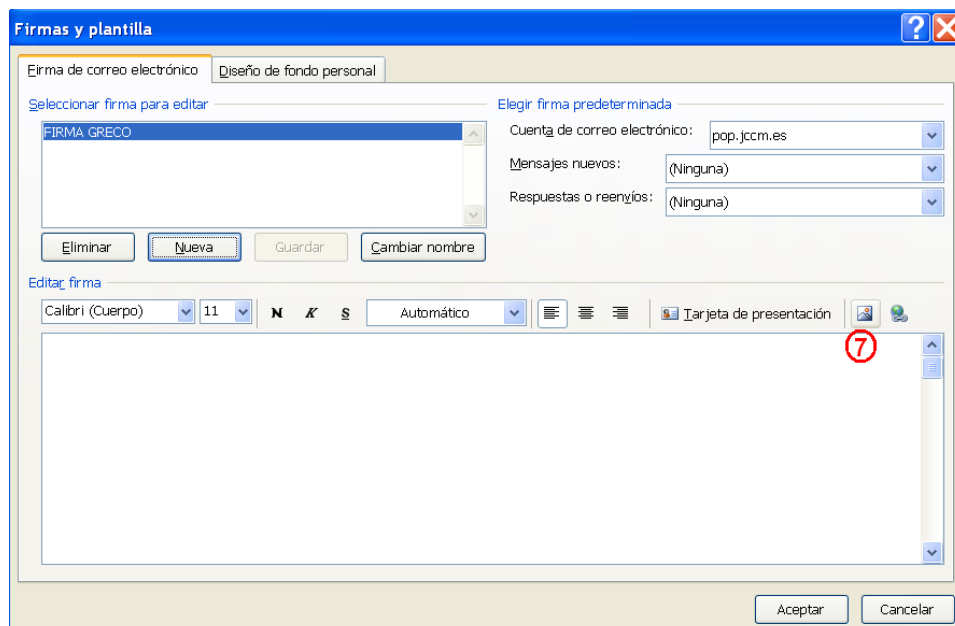 Firmas y plantilla
Firma de correo electrónico Diseño de fondo personal
Seleccionar firma para editar
Elegir firma predeterminada
FIRMA GRECO
Cuenta de correo electrónico: pop.jccm.es
Mensajes nuevos: (Ninguna)
Respuestas o reenvíos: (Ninguna)
Eliminar Nueva Guardar Cambiar nombre
Editar firma
Calibri (Cuerpo) 11 N K S Automático Tarjeta de presentación
7
Aceptar Cancelar